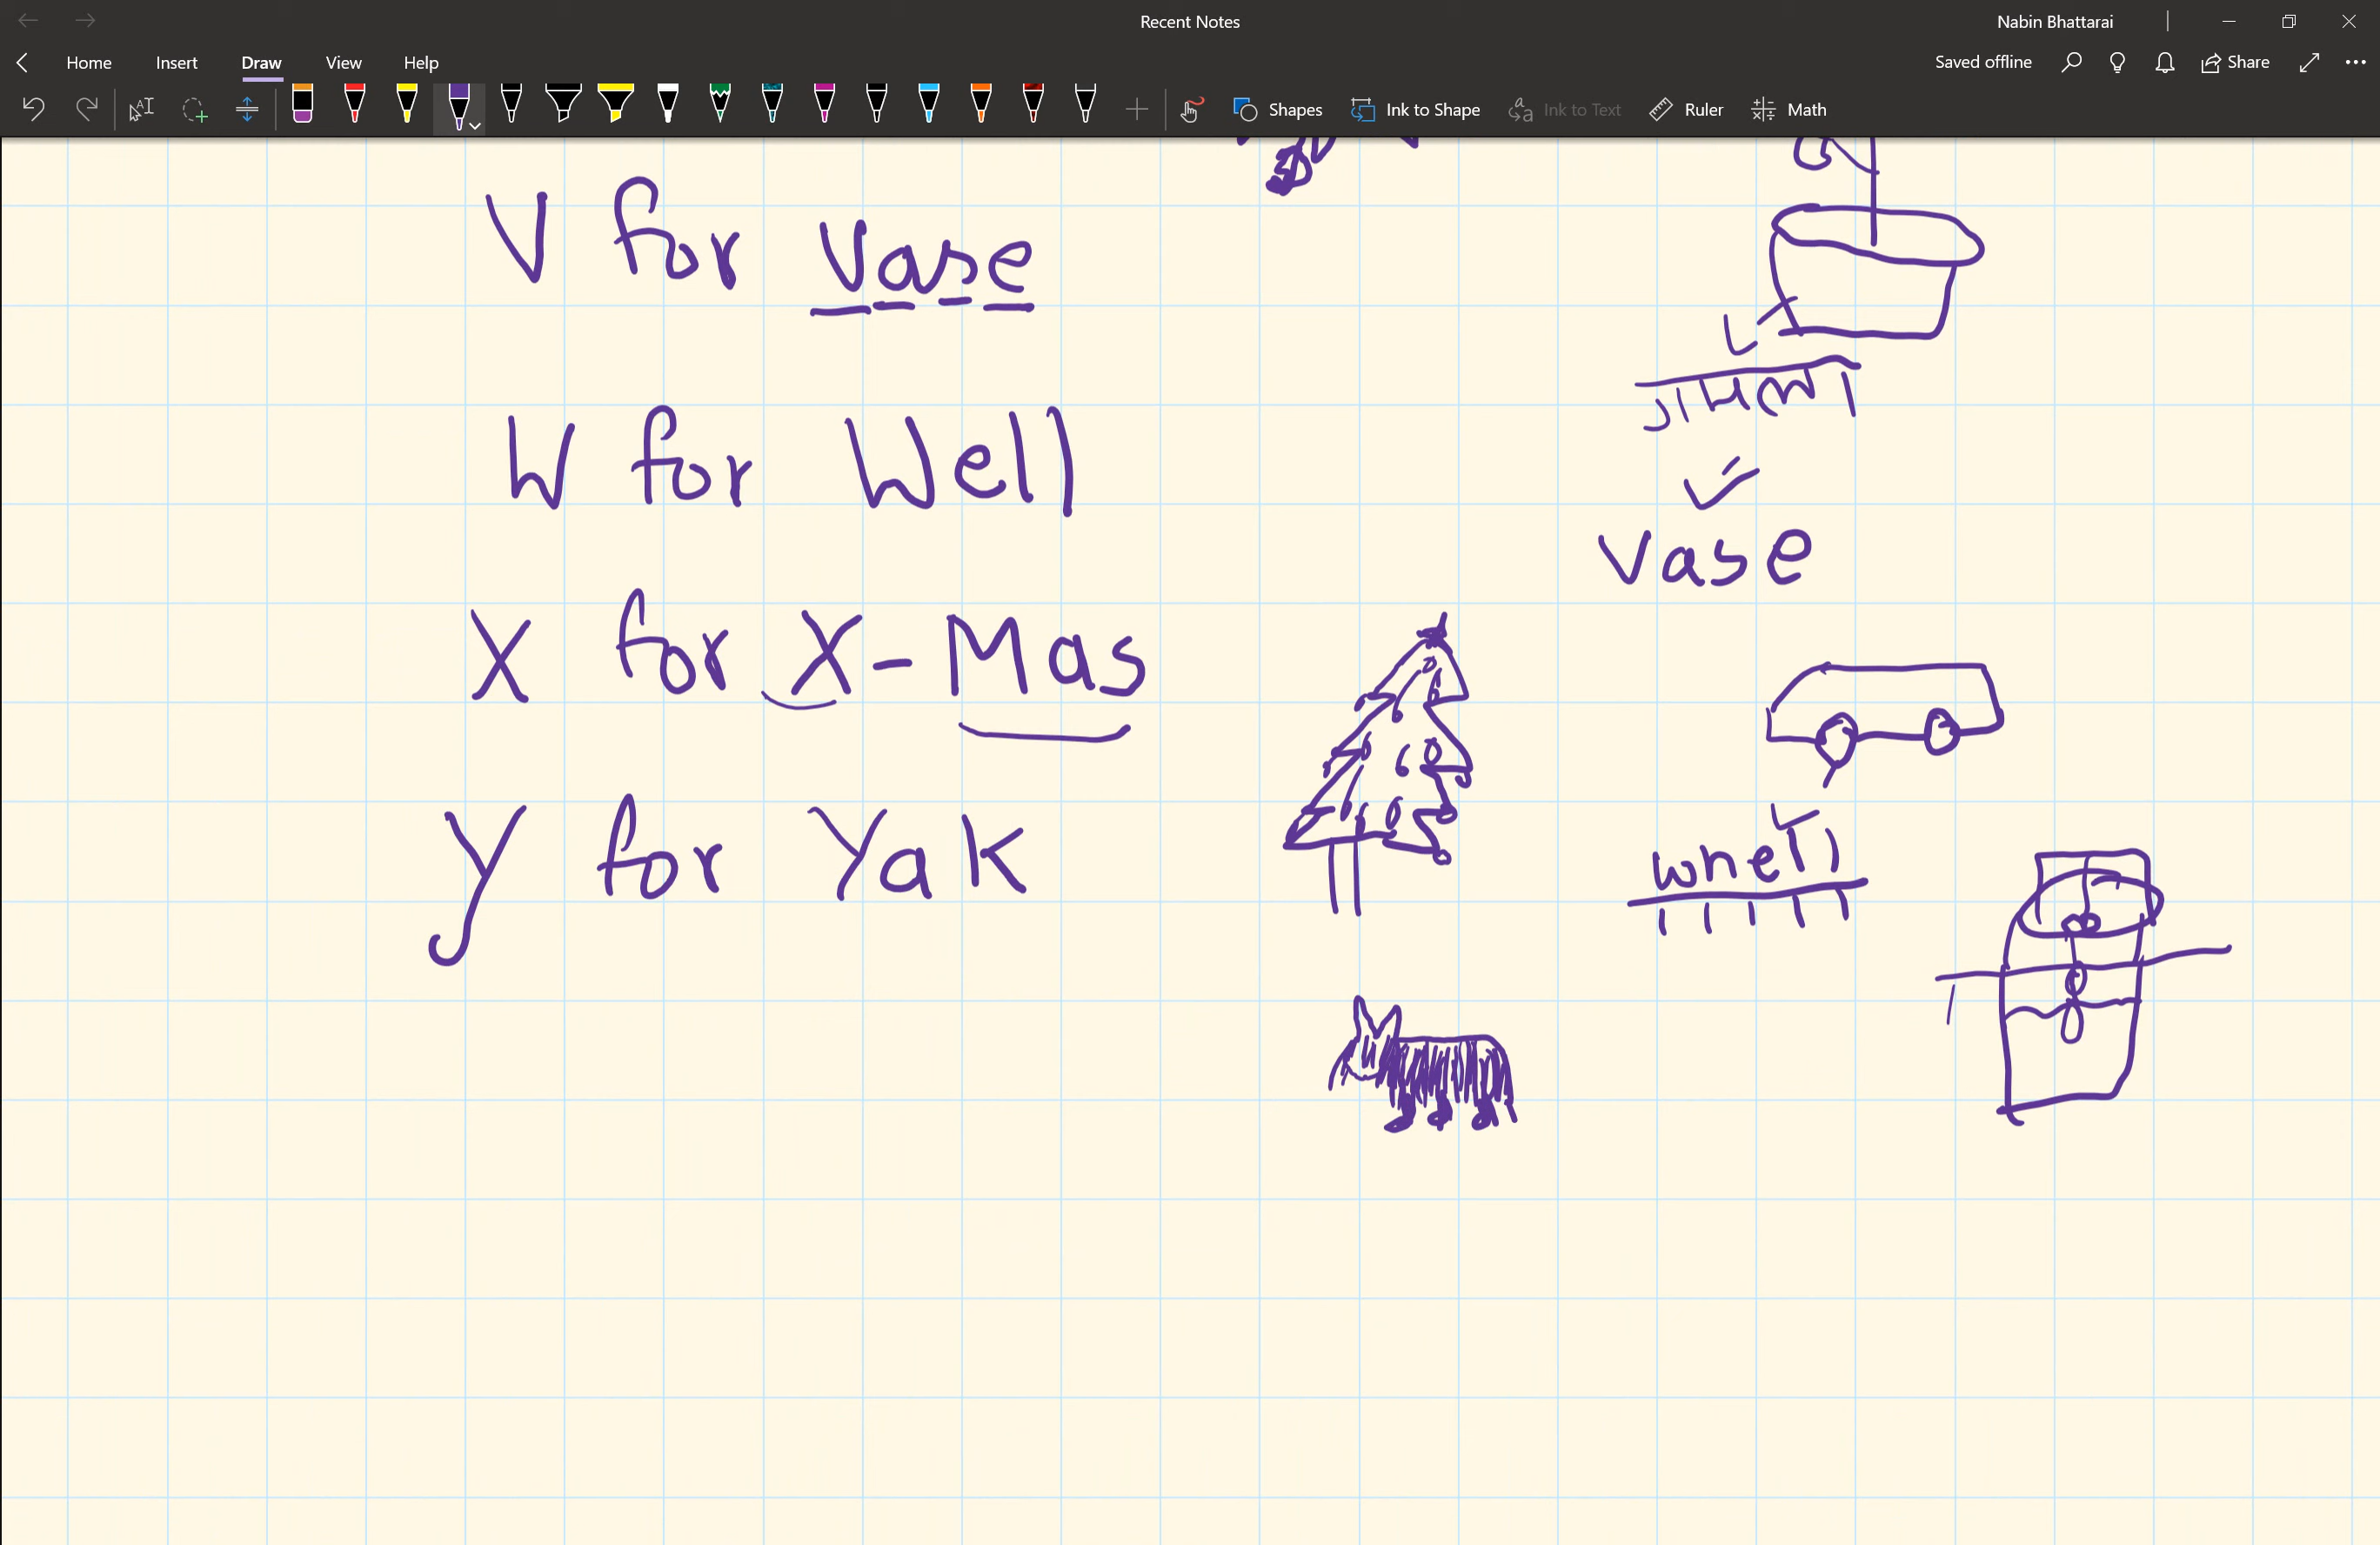 Recent Notes
Nabin Bhattarai
Home Insert Draw View Help
Saved offline
Share
Shapes
Ink to Shape
Ink to Text
Ruler
Math
V for Vase
W for Well
Vase
X for X-Mas
Y for Yak